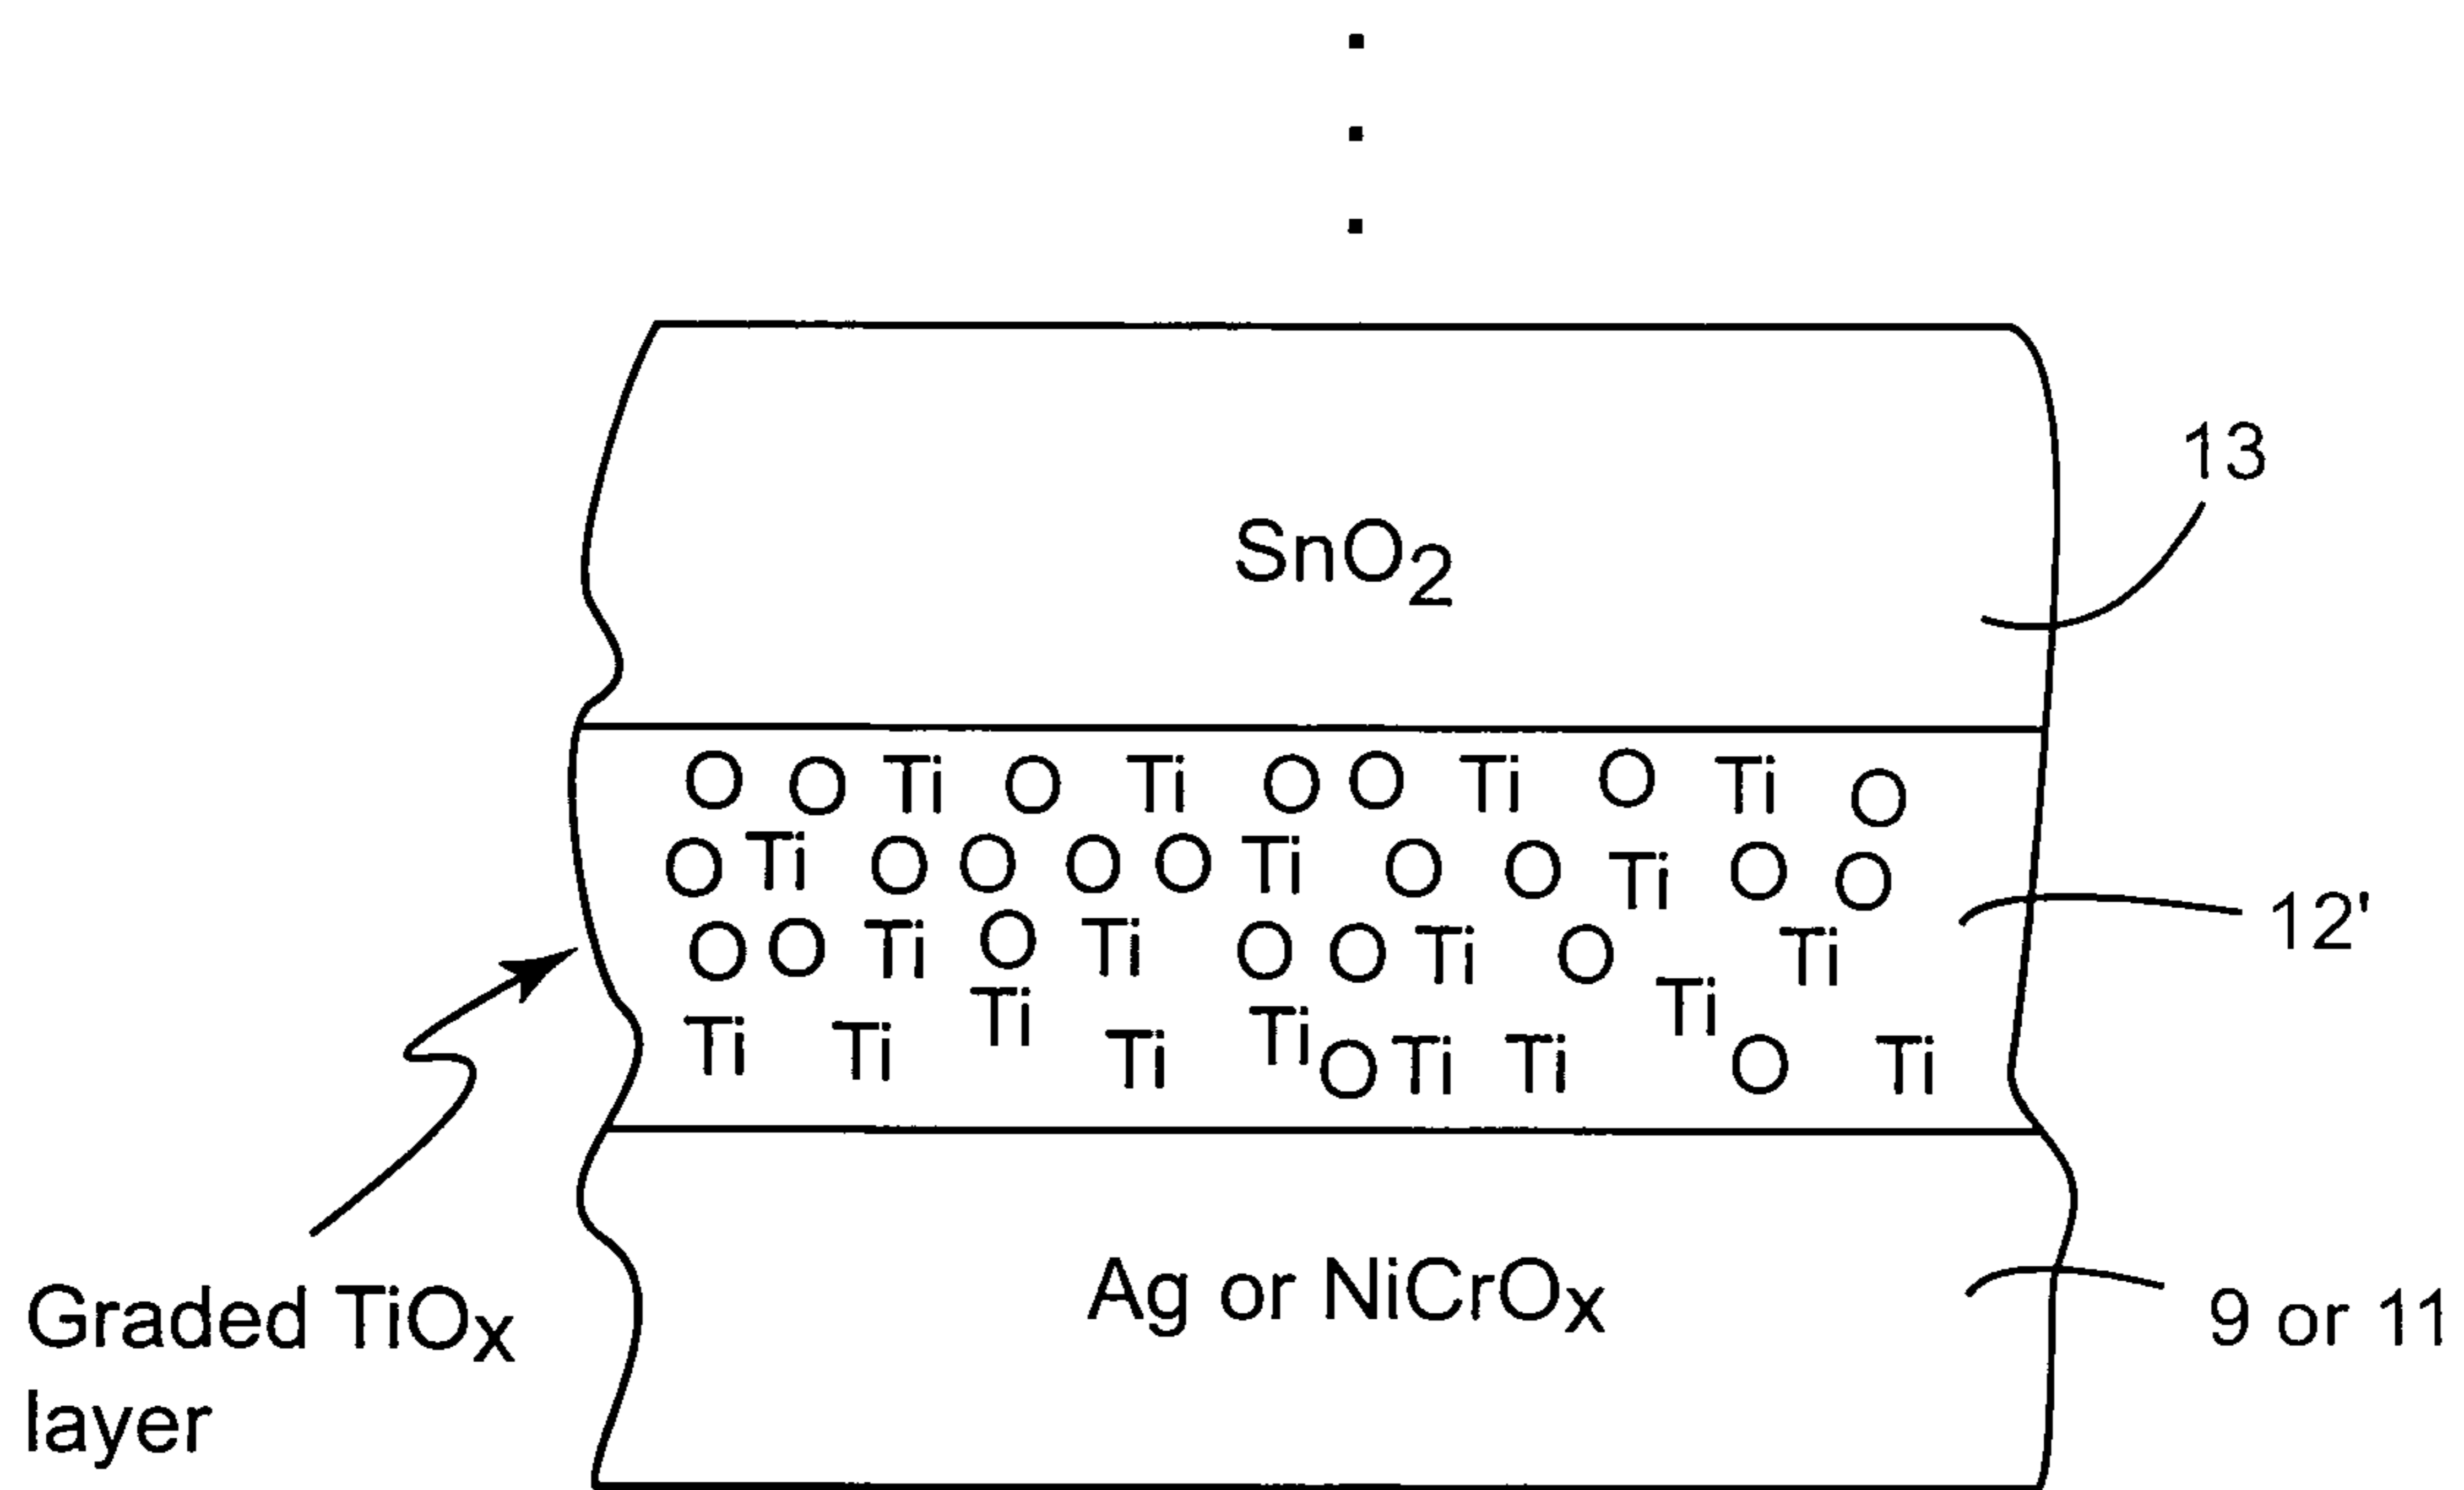 SnO2
13
O O Ti O Ti O O Ti O Ti O
O Ti O O O O Ti O O Ti O O
O O Ti O Ti O O Ti O Ti
Ti Ti Ti Ti Ti O Ti Ti Ti O Ti
12'
Graded TiOx
layer
Ag or NiCrOx
9 or 11